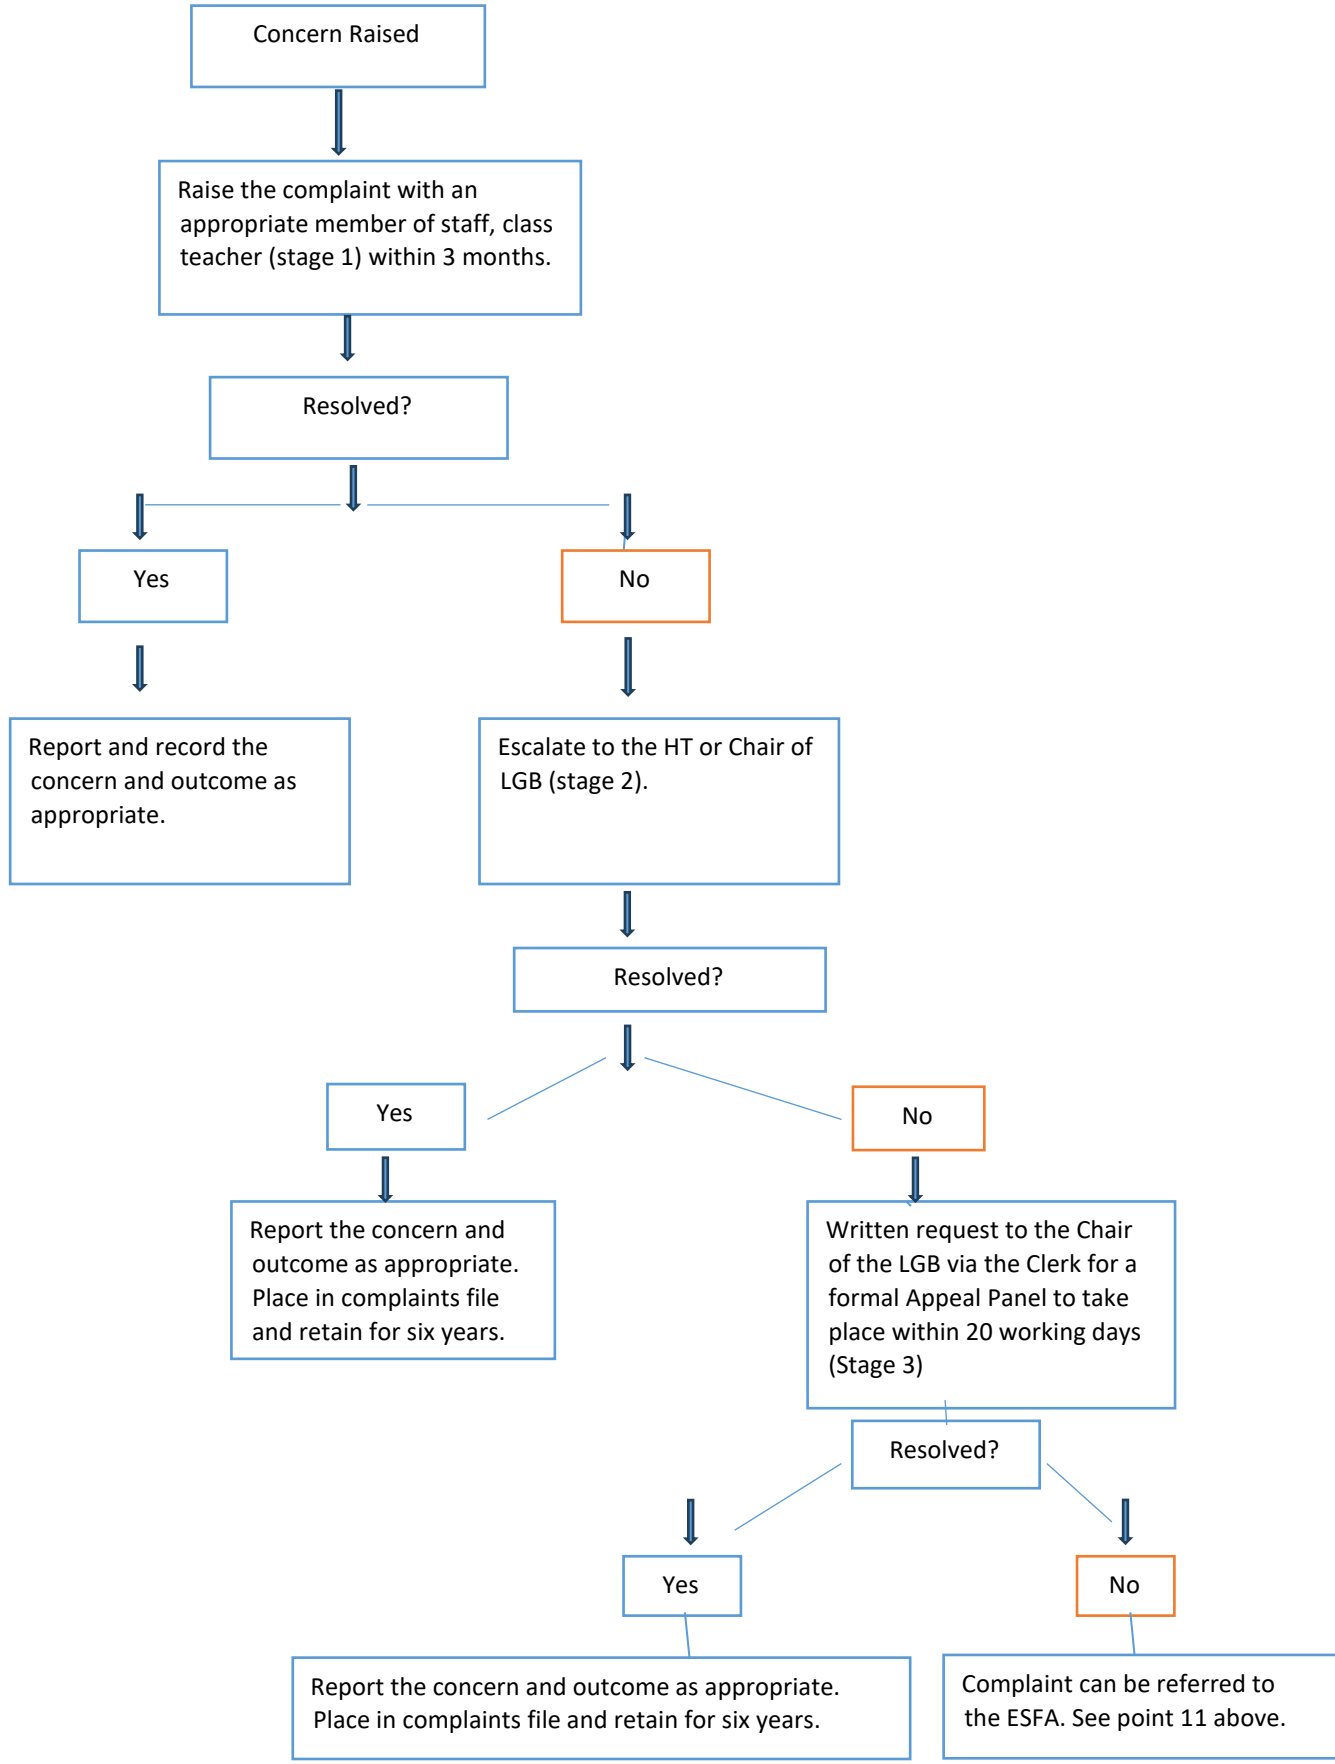 Concern Raised
Raise the complaint with an
appropriate member of staff, class
teacher (stage 1) within 3 months.
Resolved?
Yes
No
Report and record the
concern and outcome as
appropriate.
Escalate to the HT or Chair of
LGB (stage 2).
Resolved?
Yes
No
Report the concern and
outcome as appropriate.
Place in complaints file
and retain for six years.
Written request to the Chair
of the LGB via the Clerk for a
formal Appeal Panel to take
place within 20 working days
(Stage 3)
Resolved?
Yes
No
Report the concern and outcome as appropriate.
Place in complaints file and retain for six years.
Complaint can be referred to
the ESFA. See point 11 above.